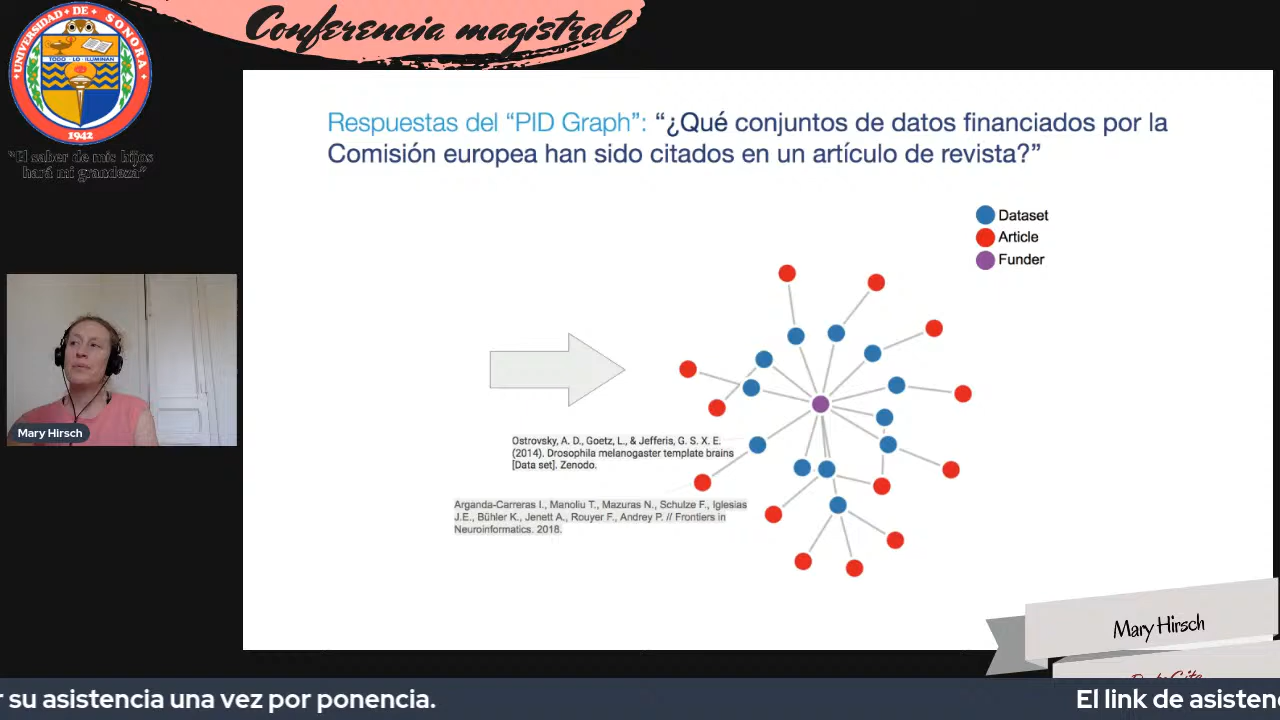 Conferencia magistral
UNIVERSIDAD DE SONORA
TODO LO ILUMINAN
1942
"El saber de mis hijos
hará mi grandeza"
Respuestas del “PID Graph”: “¿Qué conjuntos de datos financiados por la
Comisión europea han sido citados en un artículo de revista?”
Dataset
Article
Funder
Ostrovsky, A. D., Goetz, L., & Jefferis, G. S. X. E.
(2014). Drosophila melanogaster template brains
[Data set]. Zenodo.
Arganda-Carreras I., Manoliu T., Mazuras N., Schulze F., Iglesias
J.E., Bühler K., Jenett A., Rouyer F., Andrey P. // Frontiers in
Neuroinformatics. 2018.
Mary Hirsch
Mary Hirsch
r su asistencia una vez por ponencia.
El link de asisten